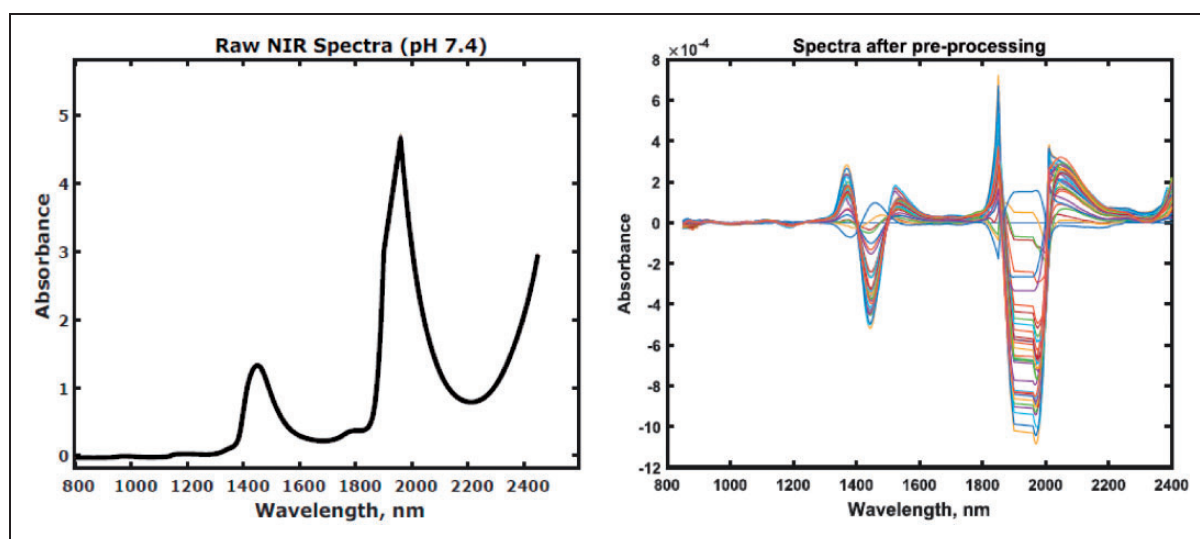 Raw NIR Spectra (pH 7.4)
Absorbance
5
4
3
2
1
0
800 1000 1200 1400 1600 1800 2000 2200 2400
Wavelength, nm
Spectra after pre-processing
×10⁻⁴
Absorbance
8
6
4
2
0
-2
-4
-6
-8
-10
-12
800 1000 1200 1400 1600 1800 2000 2200 2400
Wavelength, nm